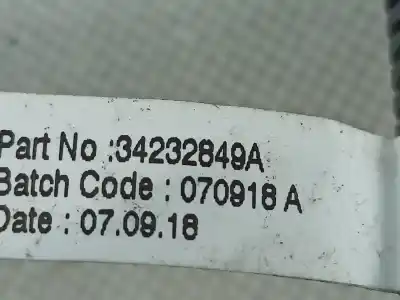 Part No :34232849A
Batch Code : 070918 A
Date : 07.09.18